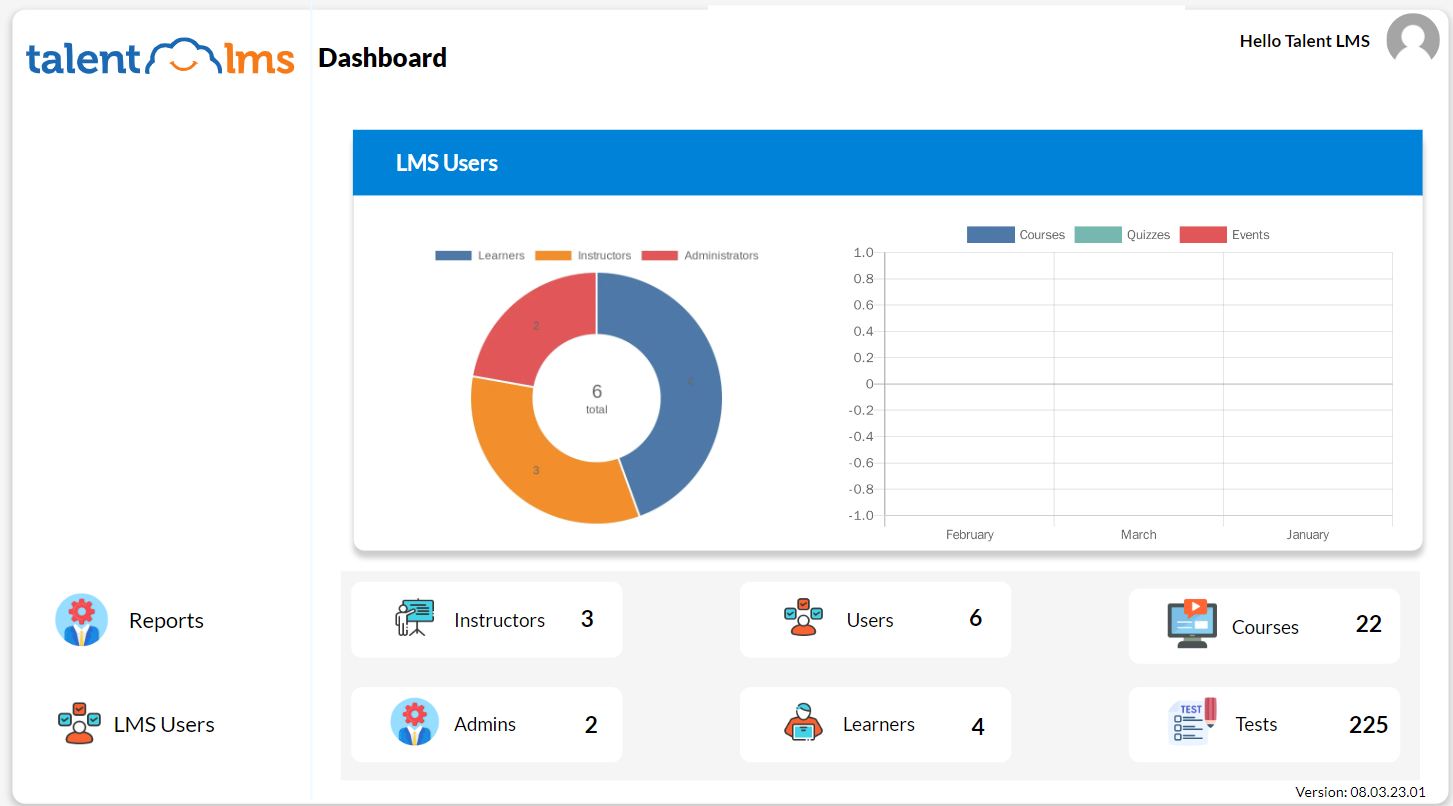 talent lms
Dashboard
Hello Talent LMS
LMS Users
Learners Instructors Administrators
2
4
6
total
3
Courses Quizzes Events
1.0
0.8
0.6
0.4
0.2
0
-0.2
-0.4
-0.6
-0.8
-1.0
February March January
Reports
LMS Users
Instructors 3
Users 6
Courses 22
Admins 2
Learners 4
TEST
Tests 225
Version: 08.03.23.01